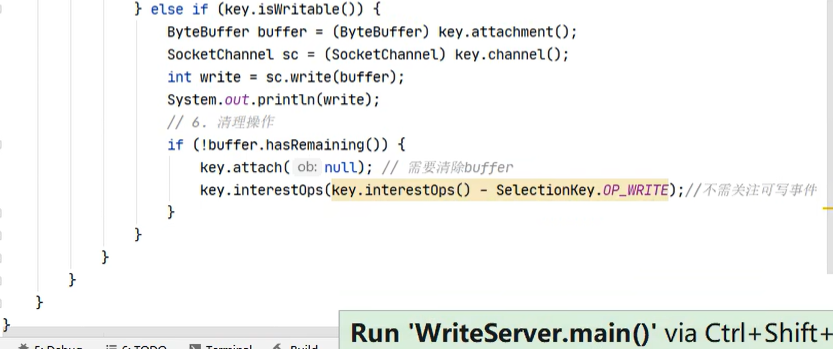 } else if (key.isWritable()) {
ByteBuffer buffer = (ByteBuffer) key.attachment();
SocketChannel sc = (SocketChannel) key.channel();
int write = sc.write(buffer);
System.out.println(write);
// 6. 清理操作
if (!buffer.hasRemaining()) {
key.attach( ob: null); // 需要清除buffer
key.interestOps(key.interestOps() - SelectionKey.OP_WRITE);//不需关注可写事件
}
}
}
}
}
}
Run 'WriteServer.main()' via Ctrl+Shift+
5: Debug 6: TODO Terminal Build